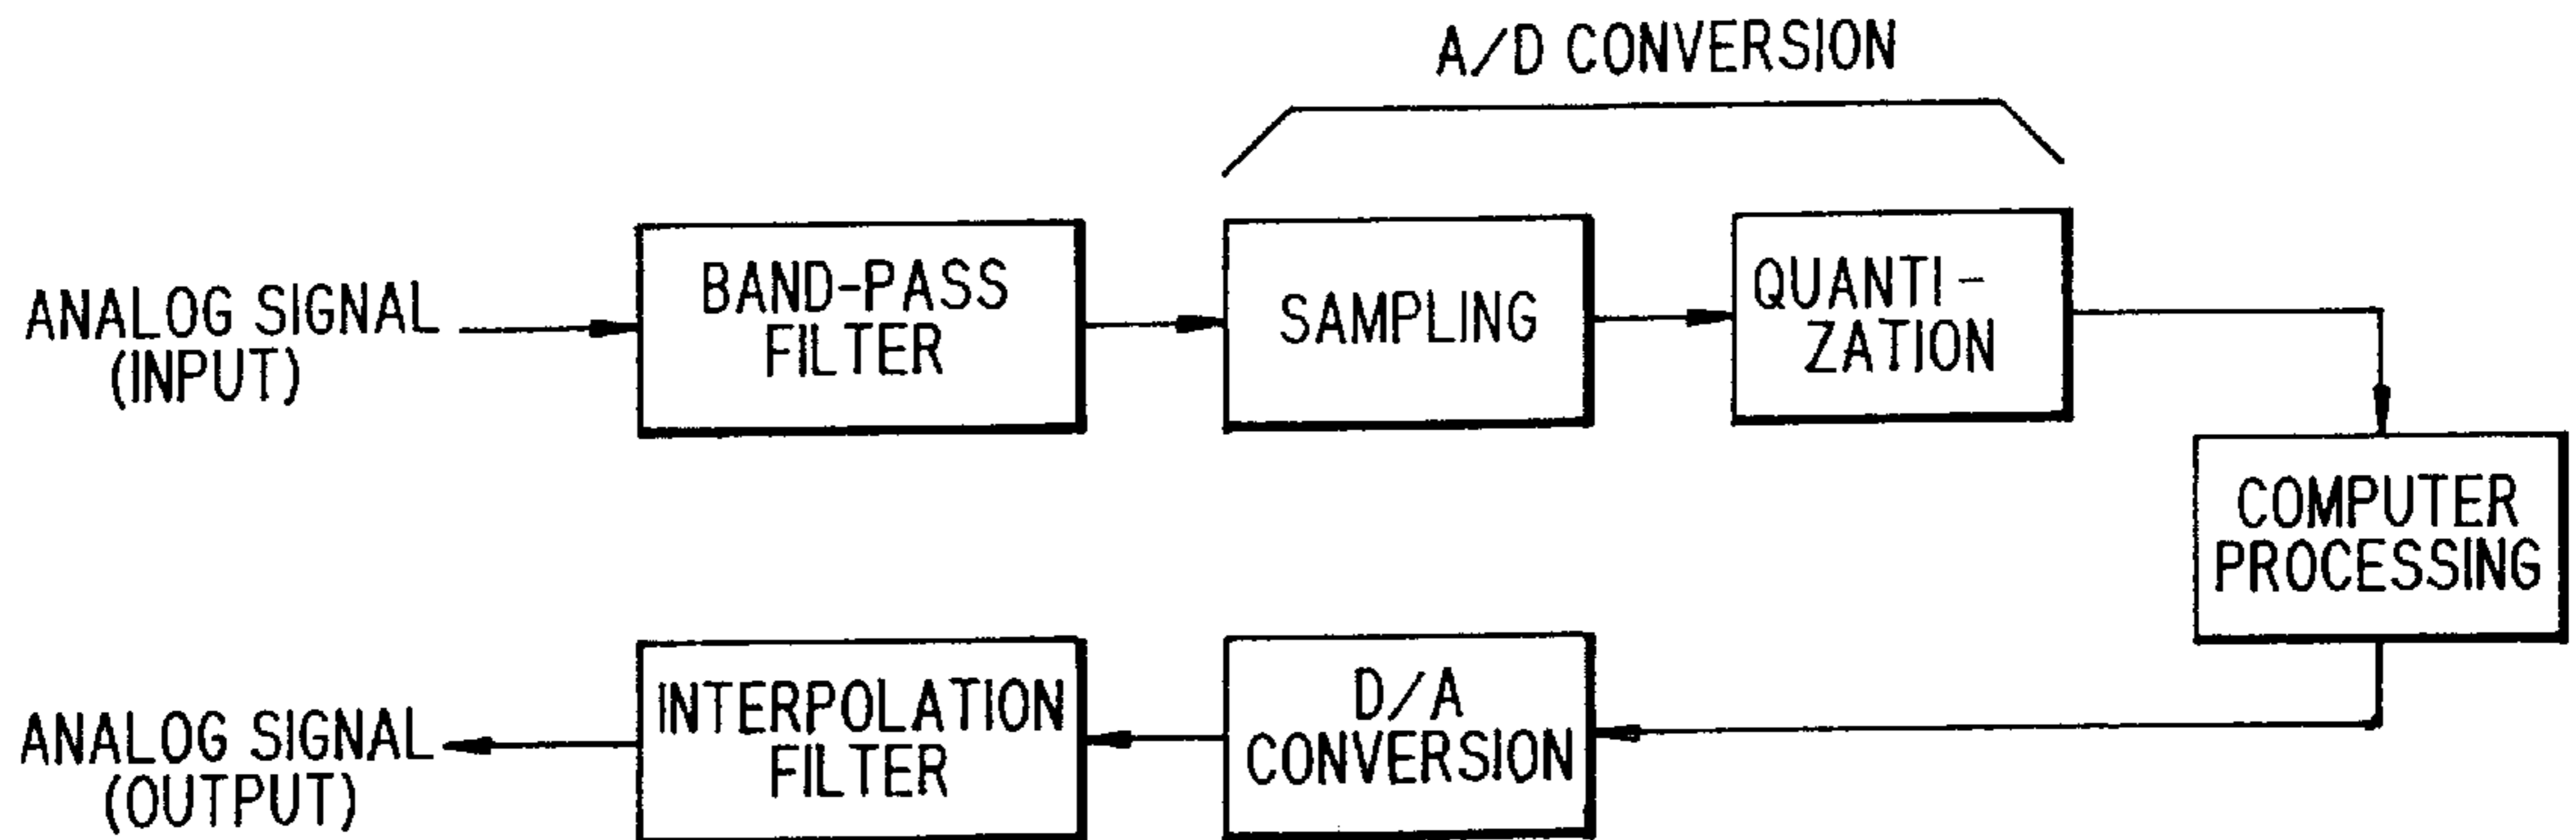 A/D CONVERSION
ANALOG SIGNAL
(INPUT)
BAND-PASS
FILTER
SAMPLING
QUANTI-
ZATION
COMPUTER
PROCESSING
D/A
CONVERSION
INTERPOLATION
FILTER
ANALOG SIGNAL
(OUTPUT)